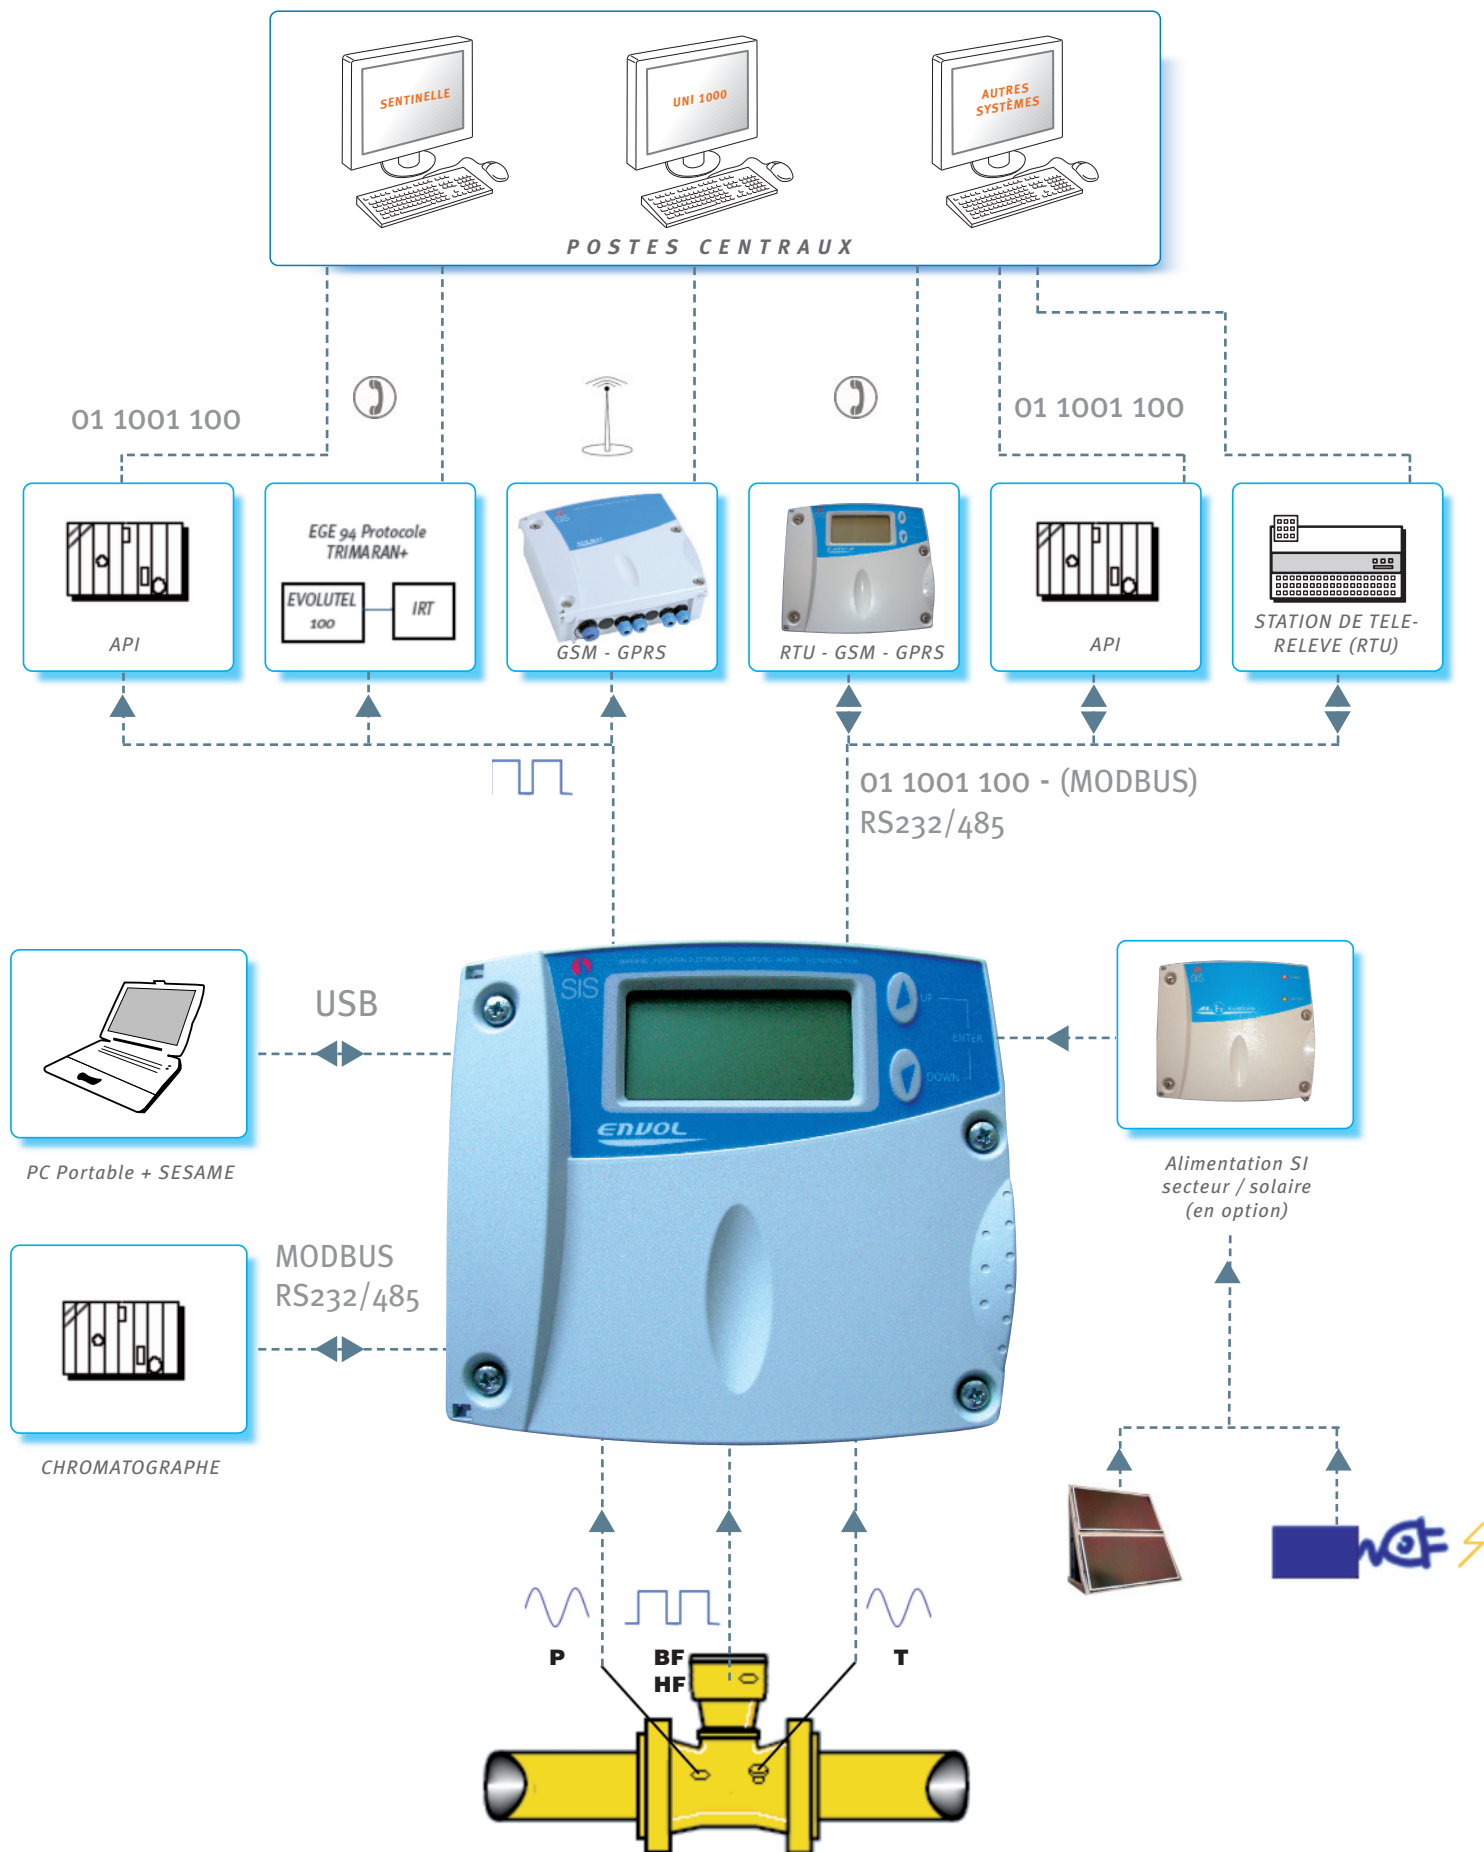 SENTINELLE
UNI 1000
AUTRES
SYSTÈMES
POSTES CENTRAUX
01 1001 100
01 1001 100
API
EGE 94 Protocole
TRIMARAN+
EVOLUTEL
100
IRT
SIS
GSM - GPRS
RTU - GSM - GPRS
API
STATION DE TELE-
RELEVE (RTU)
01 1001 100 - (MODBUS)
RS232/485
USB
PC Portable + SESAME
SIS
UP
ENTER
DOWN
ENVOL
SIS
Alimentation SI
secteur / solaire
(en option)
MODBUS
RS232/485
CHROMATOGRAPHE
P
BF
HF
T